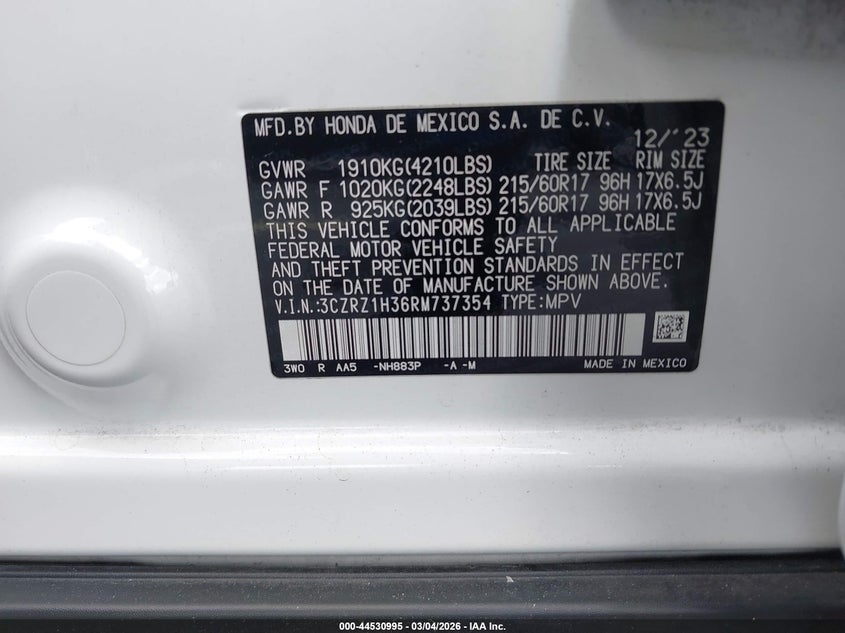 MFD.BY HONDA DE MEXICO S.A. DE C.V.
12/'23
GVWR 1910KG(4210LBS) TIRE SIZE RIM SIZE
GAWR F 1020KG(2248LBS) 215/60R17 96H 17X6.5J
GAWR R 925KG(2039LBS) 215/60R17 96H 17X6.5J
THIS VEHICLE CONFORMS TO ALL APPLICABLE
FEDERAL MOTOR VEHICLE SAFETY
AND THEFT PREVENTION STANDARDS IN EFFECT
ON THE DATE OF MANUFACTURE SHOWN ABOVE.
V.I.N.:3CZRZ1H36RM737354 TYPE:MPV
3W0 R AA5 -NH883P -A -M MADE IN MEXICO
000-44530995 - 03/04/2026 - IAA Inc.